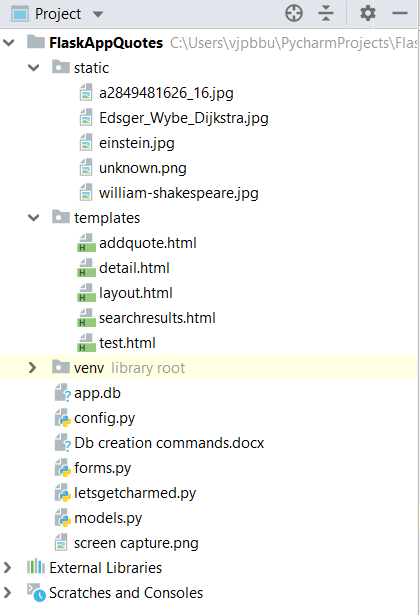 Project
FlaskAppQuotes C:\Users\vjpbbu\PycharmProjects\Flas
static
a2849481626_16.jpg
Edsger_Wybe_Dijkstra.jpg
einstein.jpg
unknown.png
william-shakespeare.jpg
templates
addquote.html
detail.html
layout.html
searchresults.html
test.html
venv library root
app.db
config.py
Db creation commands.docx
forms.py
letsgetcharmed.py
models.py
screen capture.png
External Libraries
Scratches and Consoles